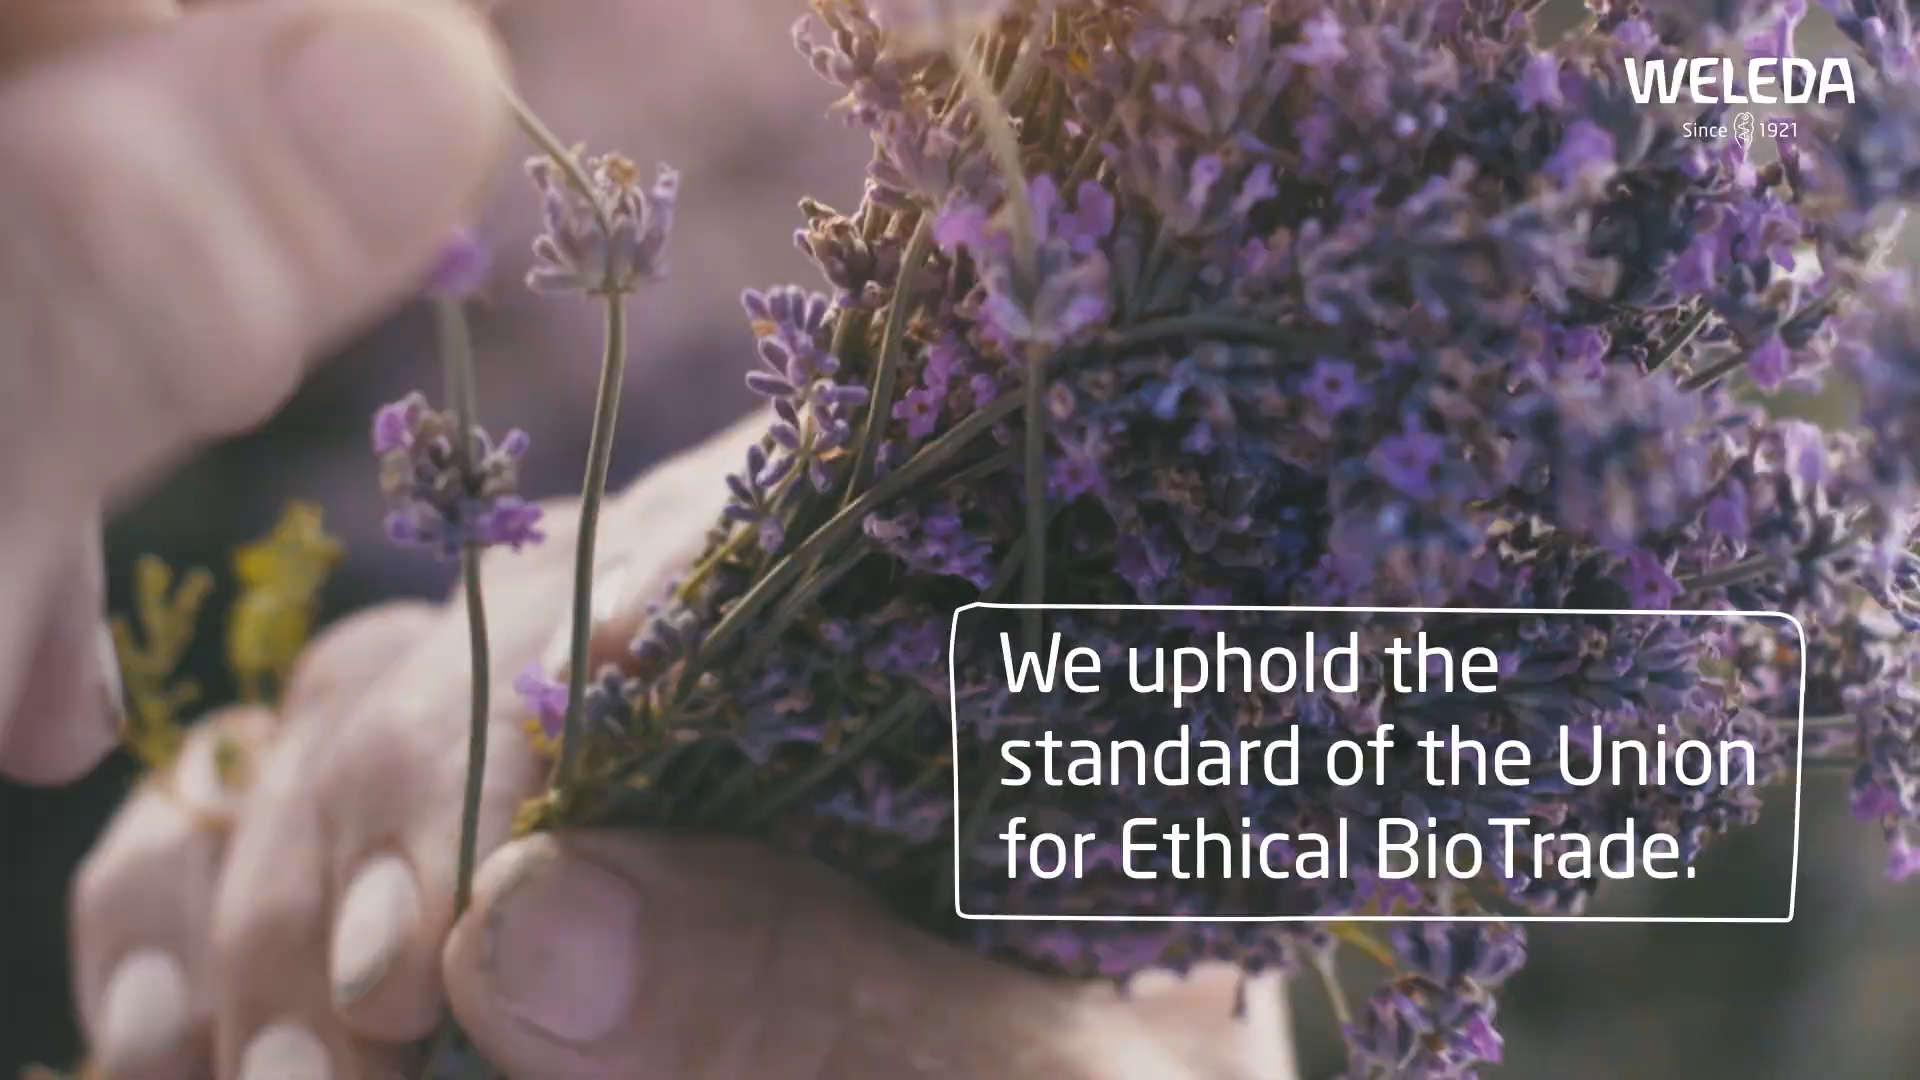 WELEDA
Since 1921
We uphold the
standard of the Union
for Ethical BioTrade.